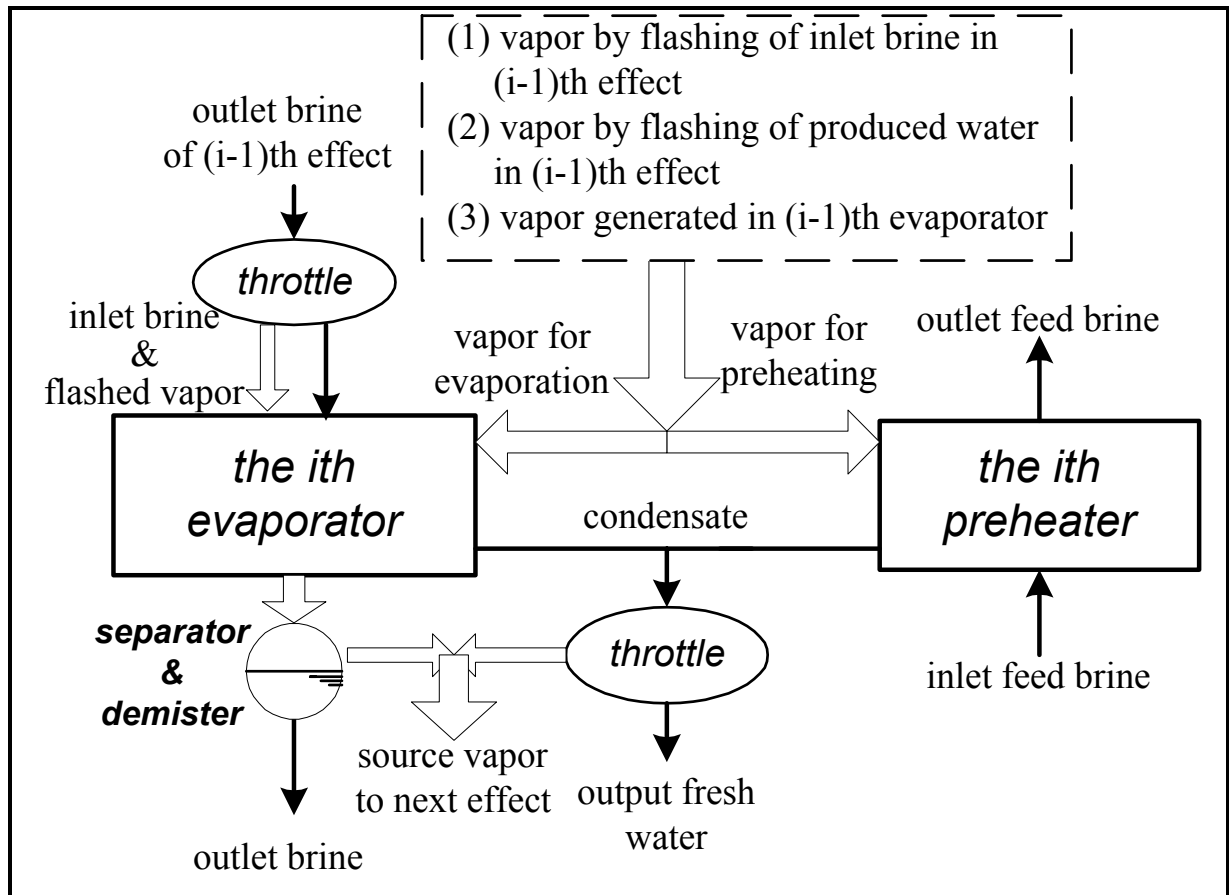 (1) vapor by flashing of inlet brine in
(i-1)th effect
(2) vapor by flashing of produced water
in (i-1)th effect
(3) vapor generated in (i-1)th evaporator
outlet brine
of (i-1)th effect
throttle
inlet brine
&
flashed vapor
vapor for
evaporation
vapor for
preheating
outlet feed brine
the ith
evaporator
condensate
the ith
preheater
separator
&
demister
throttle
inlet feed brine
source vapor
to next effect
output fresh
water
outlet brine